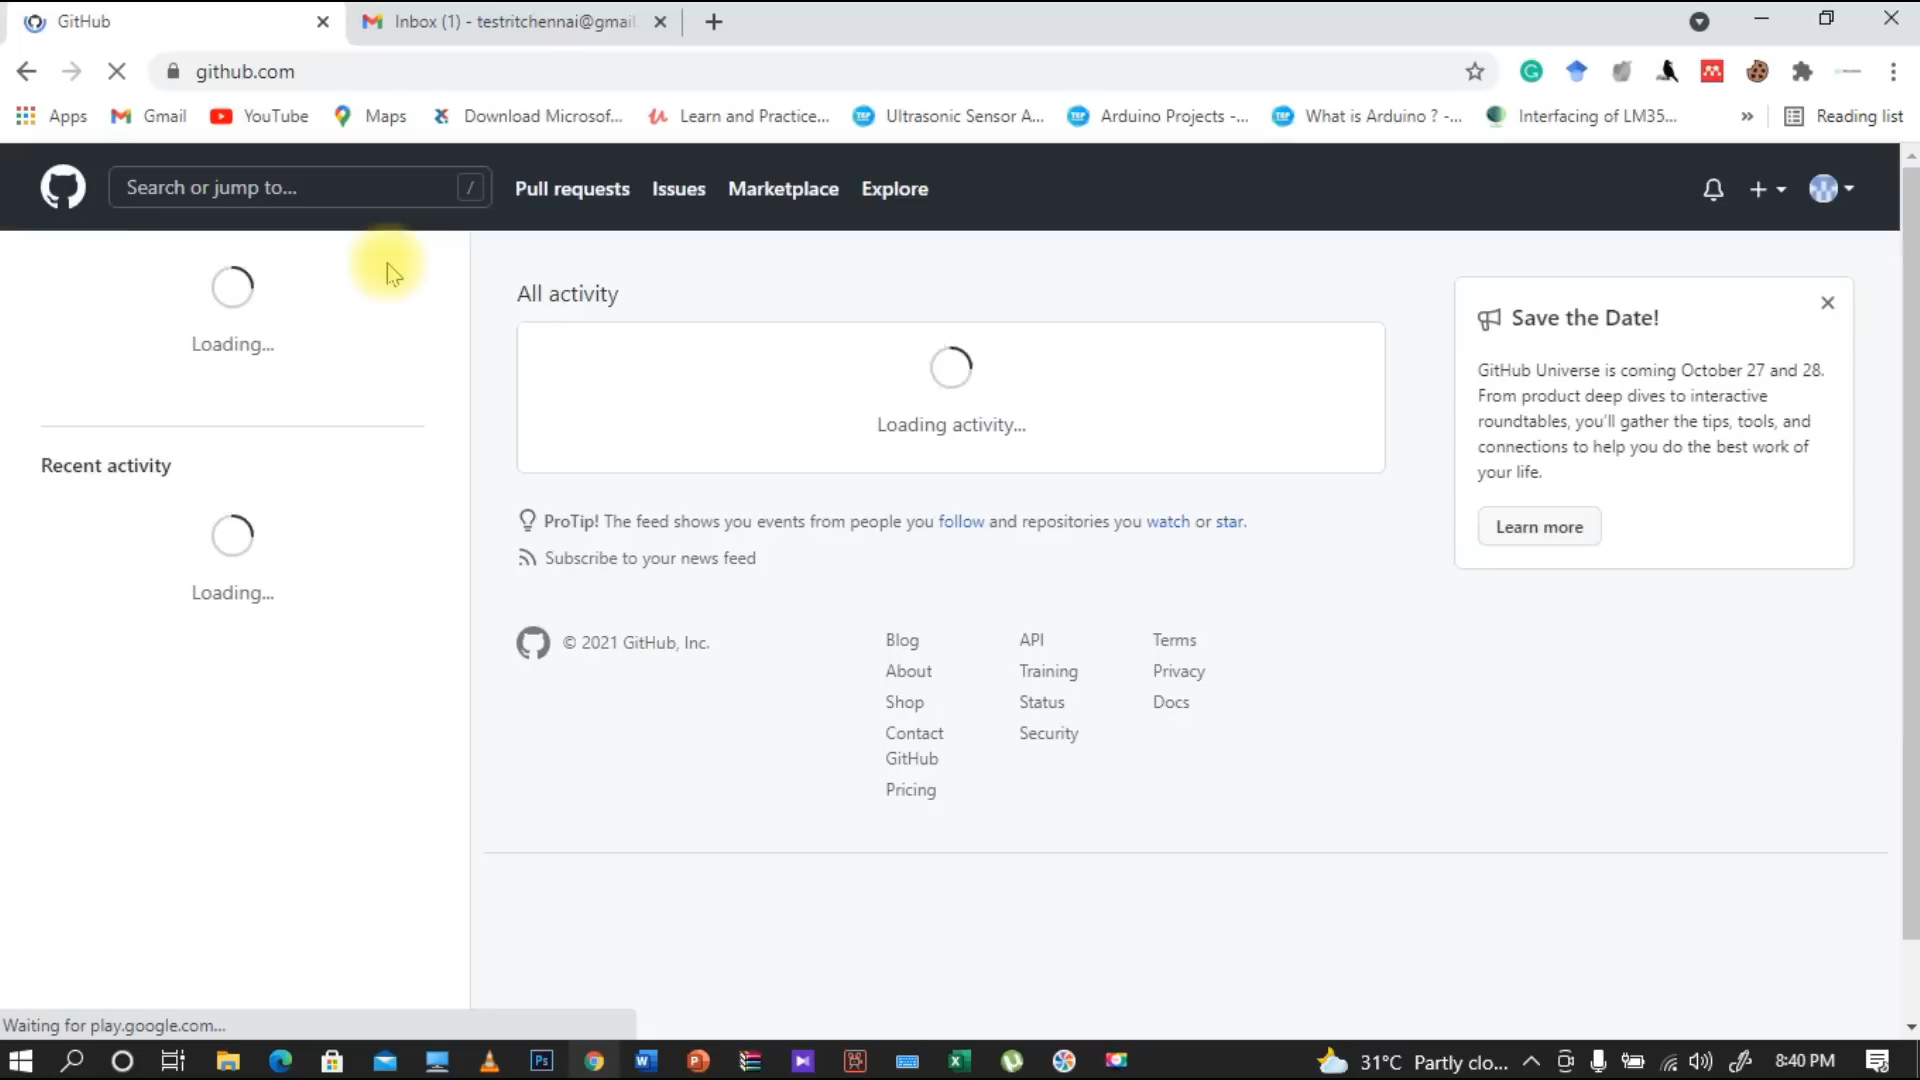 GitHub
Inbox (1) - testritchennai@gmail
github.com
Apps
Gmail
YouTube
Maps
Download Microsof...
Learn and Practice...
Ultrasonic Sensor A...
Arduino Projects -...
What is Arduino ? -...
Interfacing of LM35...
»
Reading list
Search or jump to...
/
Pull requests
Issues
Marketplace
Explore
Loading...
Recent activity
Loading...
All activity
Loading activity...
ProTip! The feed shows you events from people you follow and repositories you watch or star.
Subscribe to your news feed
© 2021 GitHub, Inc.
Blog
About
Shop
Contact
GitHub
Pricing
API
Training
Status
Security
Terms
Privacy
Docs
Save the Date!
GitHub Universe is coming October 27 and 28.
From product deep dives to interactive
roundtables, you'll gather the tips, tools, and
connections to help you do the best work of
your life.
Learn more
Waiting for play.google.com...
31°C Partly clo...
8:40 PM